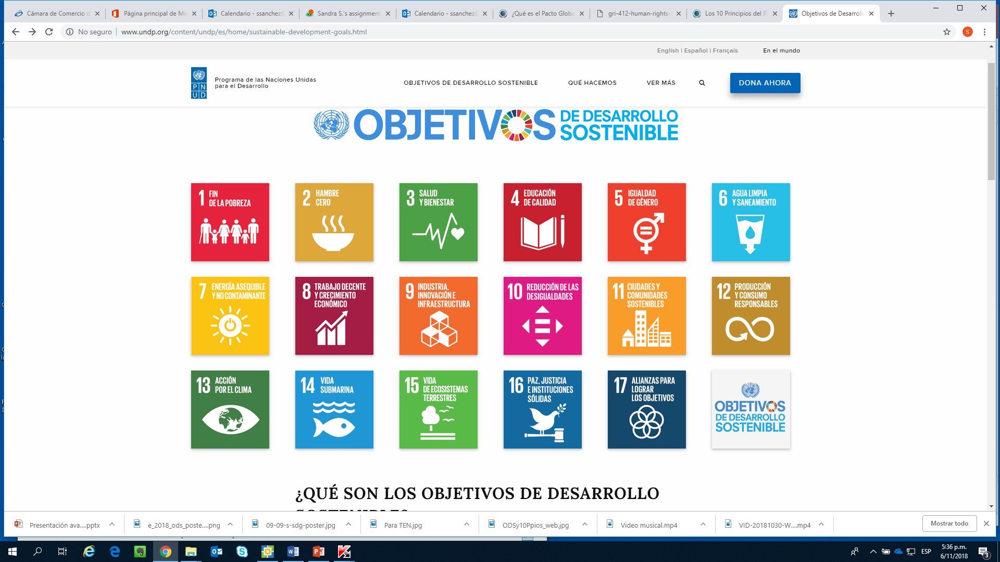 Cámara de Comercio d
Página principal de Mic
Calendario - ssanchez@
Sandra S.'s assignment
Calendario - ssanchez@
¿Qué es el Pacto Globa
gri-412-human-rights-
Los 10 Principios del P
Objetivos de Desarroll
No seguro
www.undp.org/content/undp/es/home/sustainable-development-goals.html
S
English | Español | Français
En el mundo
PN
UD
Programa de las Naciones Unidas
para el Desarrollo
OBJETIVOS DE DESARROLLO SOSTENIBLE
QUÉ HACEMOS
VER MÁS
DONA AHORA
OBJETIVOS DE DESARROLLO
SOSTENIBLE
1 FIN
DE LA POBREZA
2 HAMBRE
CERO
3 SALUD
Y BIENESTAR
4 EDUCACIÓN
DE CALIDAD
5 IGUALDAD
DE GÉNERO
6 AGUA LIMPIA
Y SANEAMIENTO
7 ENERGÍA ASEQUIBLE
Y NO CONTAMINANTE
8 TRABAJO DECENTE
Y CRECIMIENTO
ECONÓMICO
9 INDUSTRIA,
INNOVACIÓN E
INFRAESTRUCTURA
10 REDUCCIÓN DE LAS
DESIGUALDADES
11 CIUDADES Y
COMUNIDADES
SOSTENIBLES
12 PRODUCCIÓN
Y CONSUMO
RESPONSABLES
13 ACCIÓN
POR EL CLIMA
14 VIDA
SUBMARINA
15 VIDA
DE ECOSISTEMAS
TERRESTRES
16 PAZ, JUSTICIA
E INSTITUCIONES
SÓLIDAS
17 ALIANZAS PARA
LOGRAR
LOS OBJETIVOS
OBJETIVOS
DE DESARROLLO
SOSTENIBLE
¿QUÉ SON LOS OBJETIVOS DE DESARROLLO
SOSTENIBLE?
Presentación ava....pptx
e_2018_ods_poste....png
09-09-s-sdg-poster.jpg
Para TEN.jpg
ODSy10Ppios_web.jpg
Video musical.mp4
VID-20181030-W....mp4
Mostrar todo
ESP
5:36 p.m.
6/11/2018
3